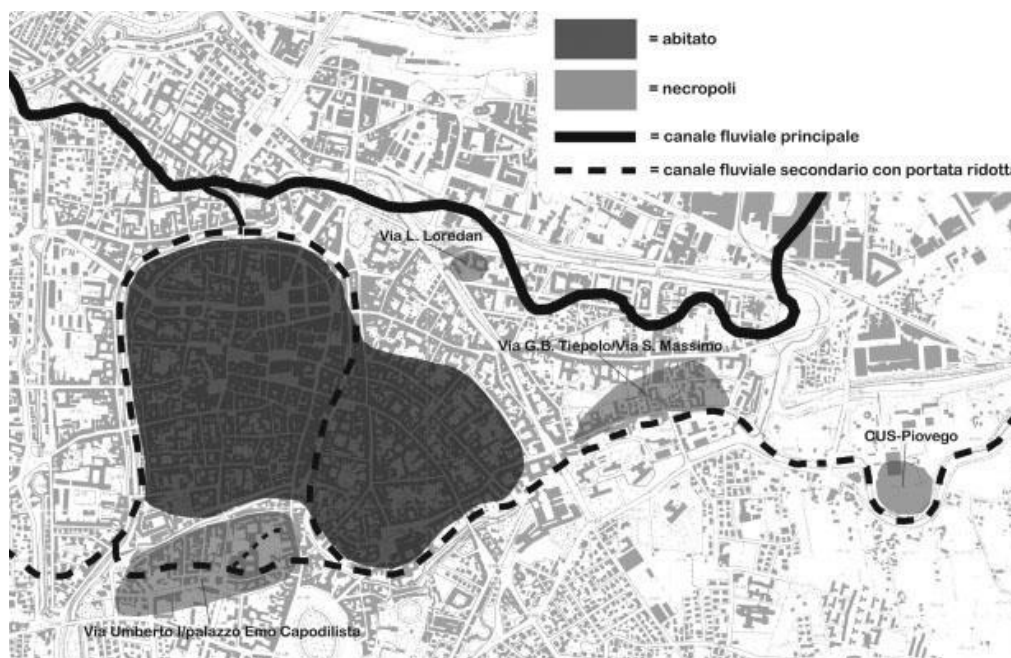 = abitato
= necropoli
= canale fluviale principale
= canale fluviale secondario con portata ridotta
Via L. Loredan
Via G.B. Tiepolo/Via S. Massimo
CUS-Piovego
Via Umberto I/palazzo Emo Capodilista